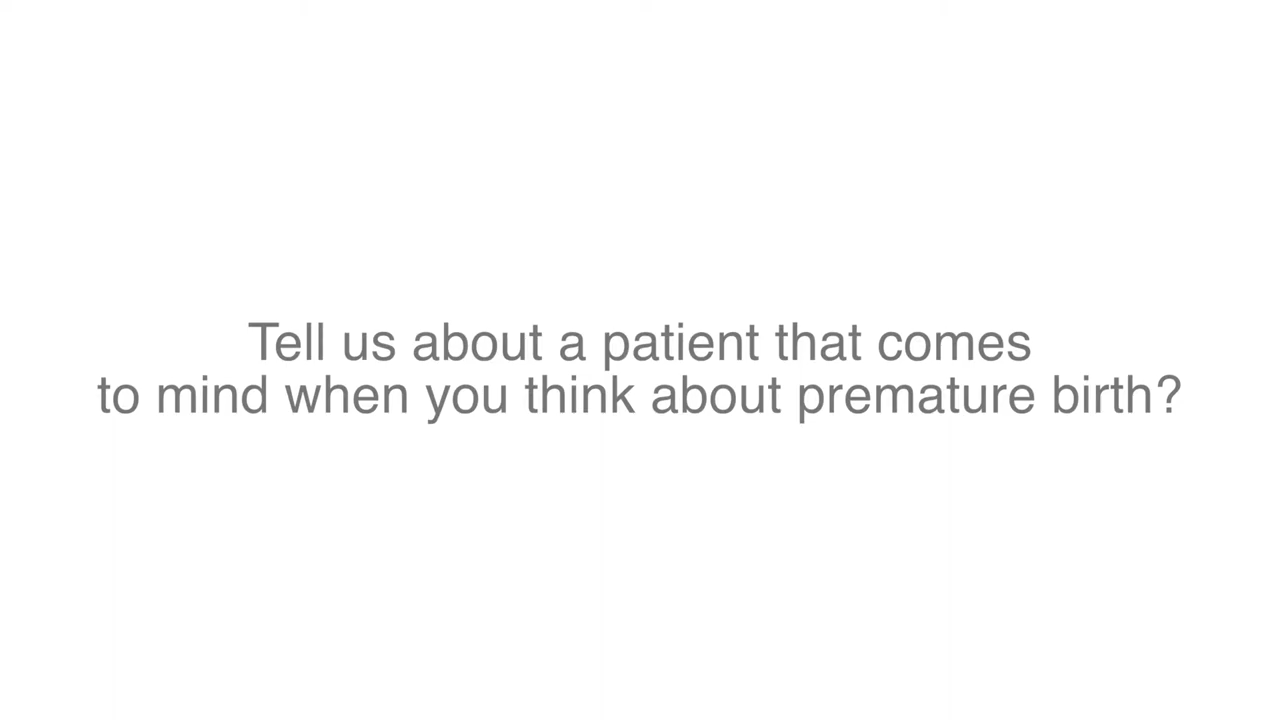 Tell us about a patient that comes
to mind when you think about premature birth?